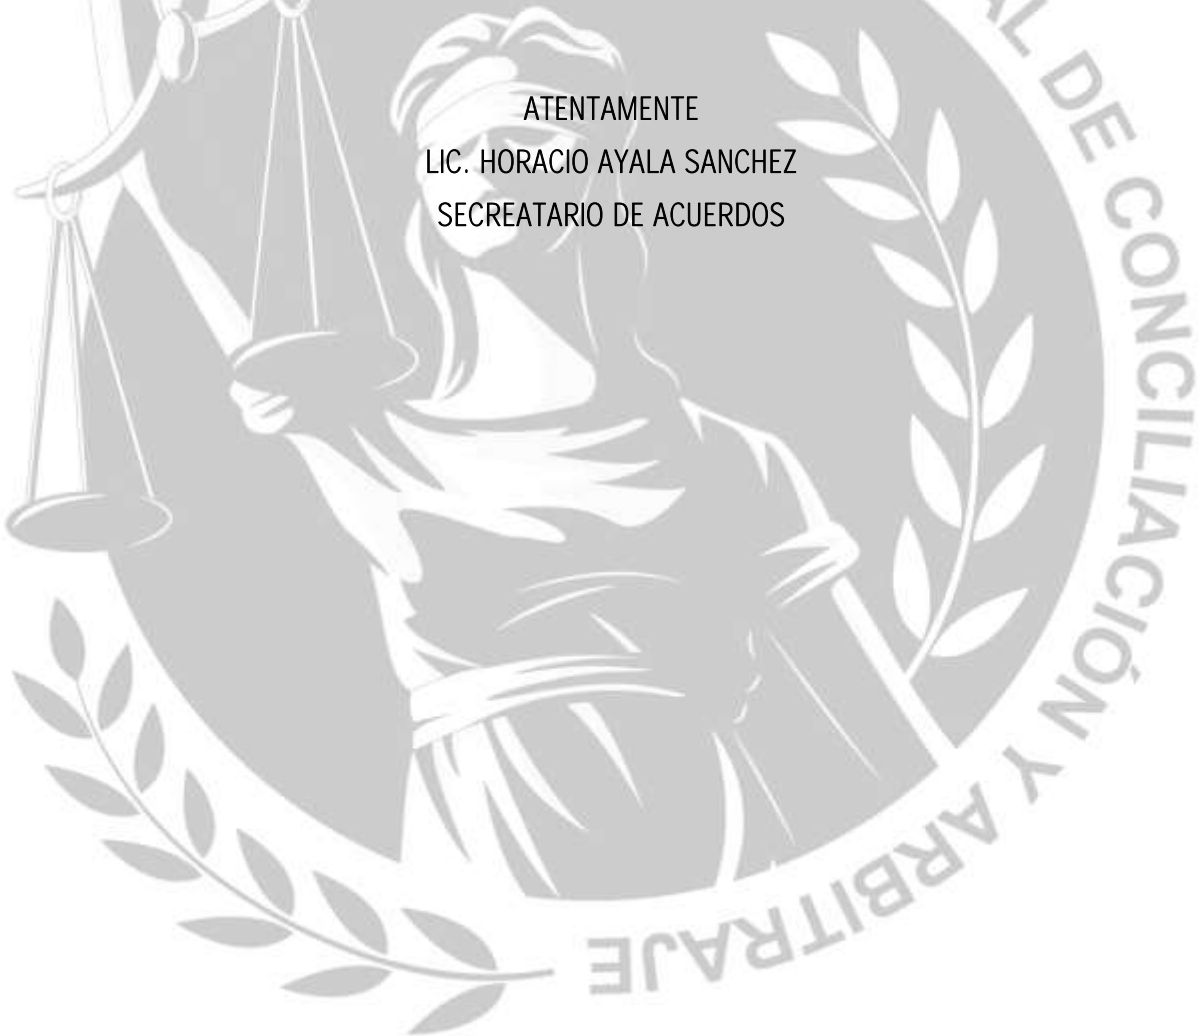 ATENTAMENTE
LIC. HORACIO AYALA SANCHEZ
SECREATARIO DE ACUERDOS
AL DE CONCILIACIÓN Y ARBITRAJE